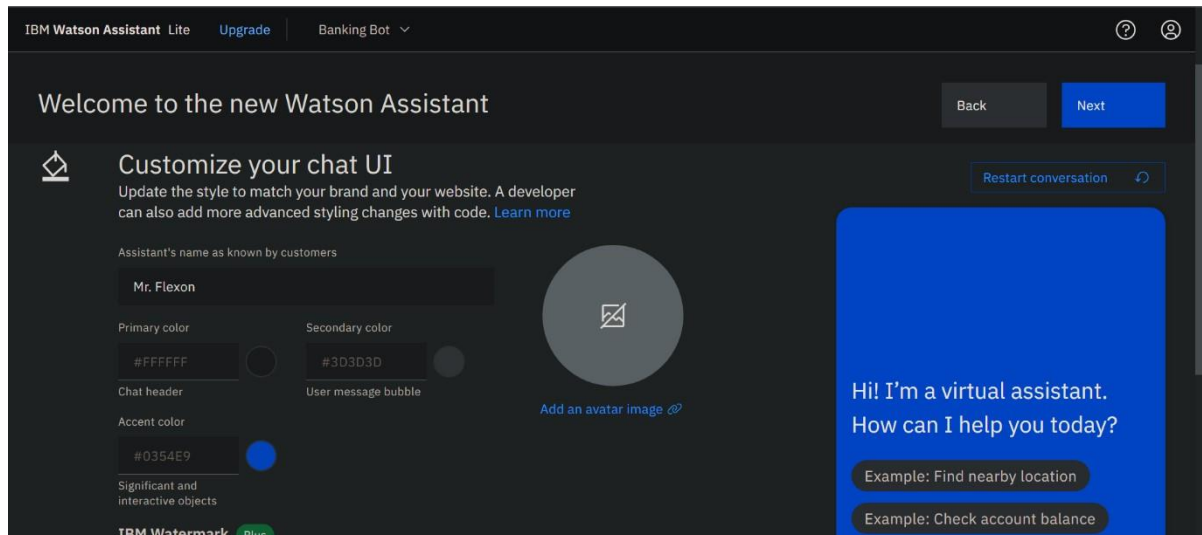 IBM Watson Assistant Lite Upgrade Banking Bot
Welcome to the new Watson Assistant
Back
Next
Customize your chat UI
Update the style to match your brand and your website. A developer
can also add more advanced styling changes with code. Learn more
Restart conversation
Assistant's name as known by customers
Mr. Flexon
Primary color
Secondary color
#FFFFFF
#3D3D3D
Chat header
User message bubble
Add an avatar image
Accent color
#0354E9
Significant and
interactive objects
IBM Watermark Plus
Hi! I'm a virtual assistant.
How can I help you today?
Example: Find nearby location
Example: Check account balance